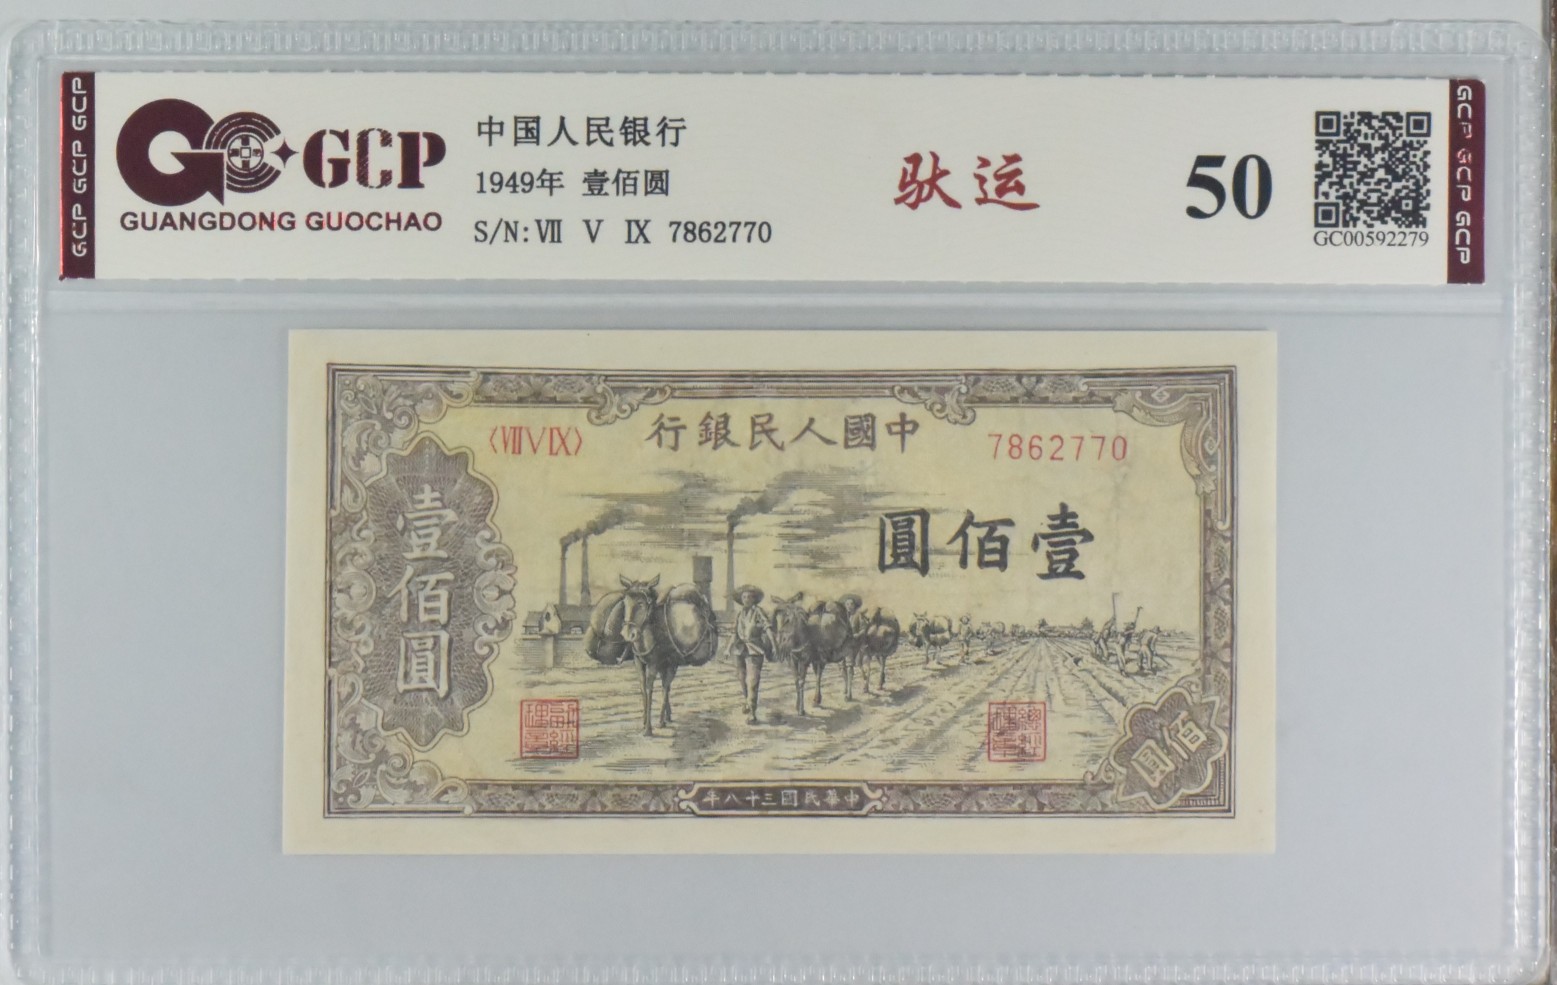 GCP GCP GCP
GCP
GUANGDONG GUOCHAO
中国人民银行
1949年 壹佰圆
S/N:Ⅶ Ⅴ Ⅸ 7862770
驮运
50
GC00592279
GCP GCP GCP
行銀民人國中
〈ⅦⅤⅨ〉
7862770
圓佰壹
壹佰圓
佰圓
年八十三國民華中